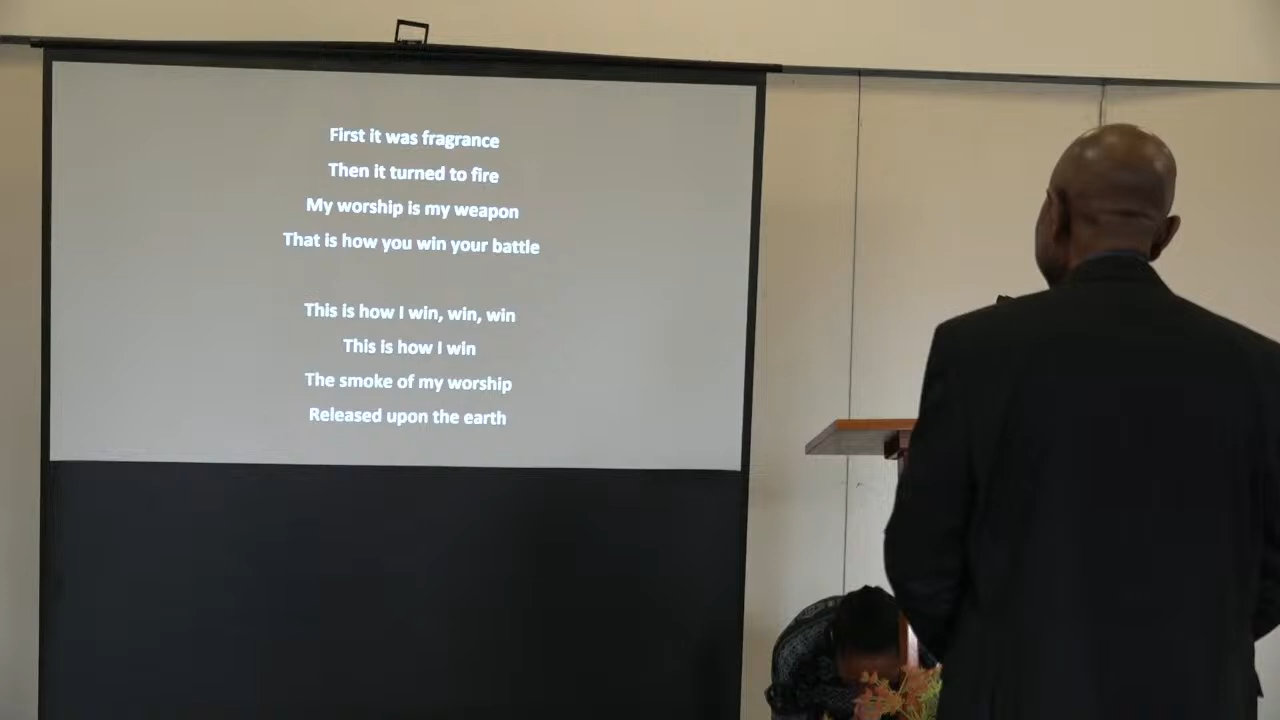 First it was fragrance
Then it turned to fire
My worship is my weapon
That is how you win your battle
This is how I win, win, win
This is how I win
The smoke of my worship
Released upon the earth